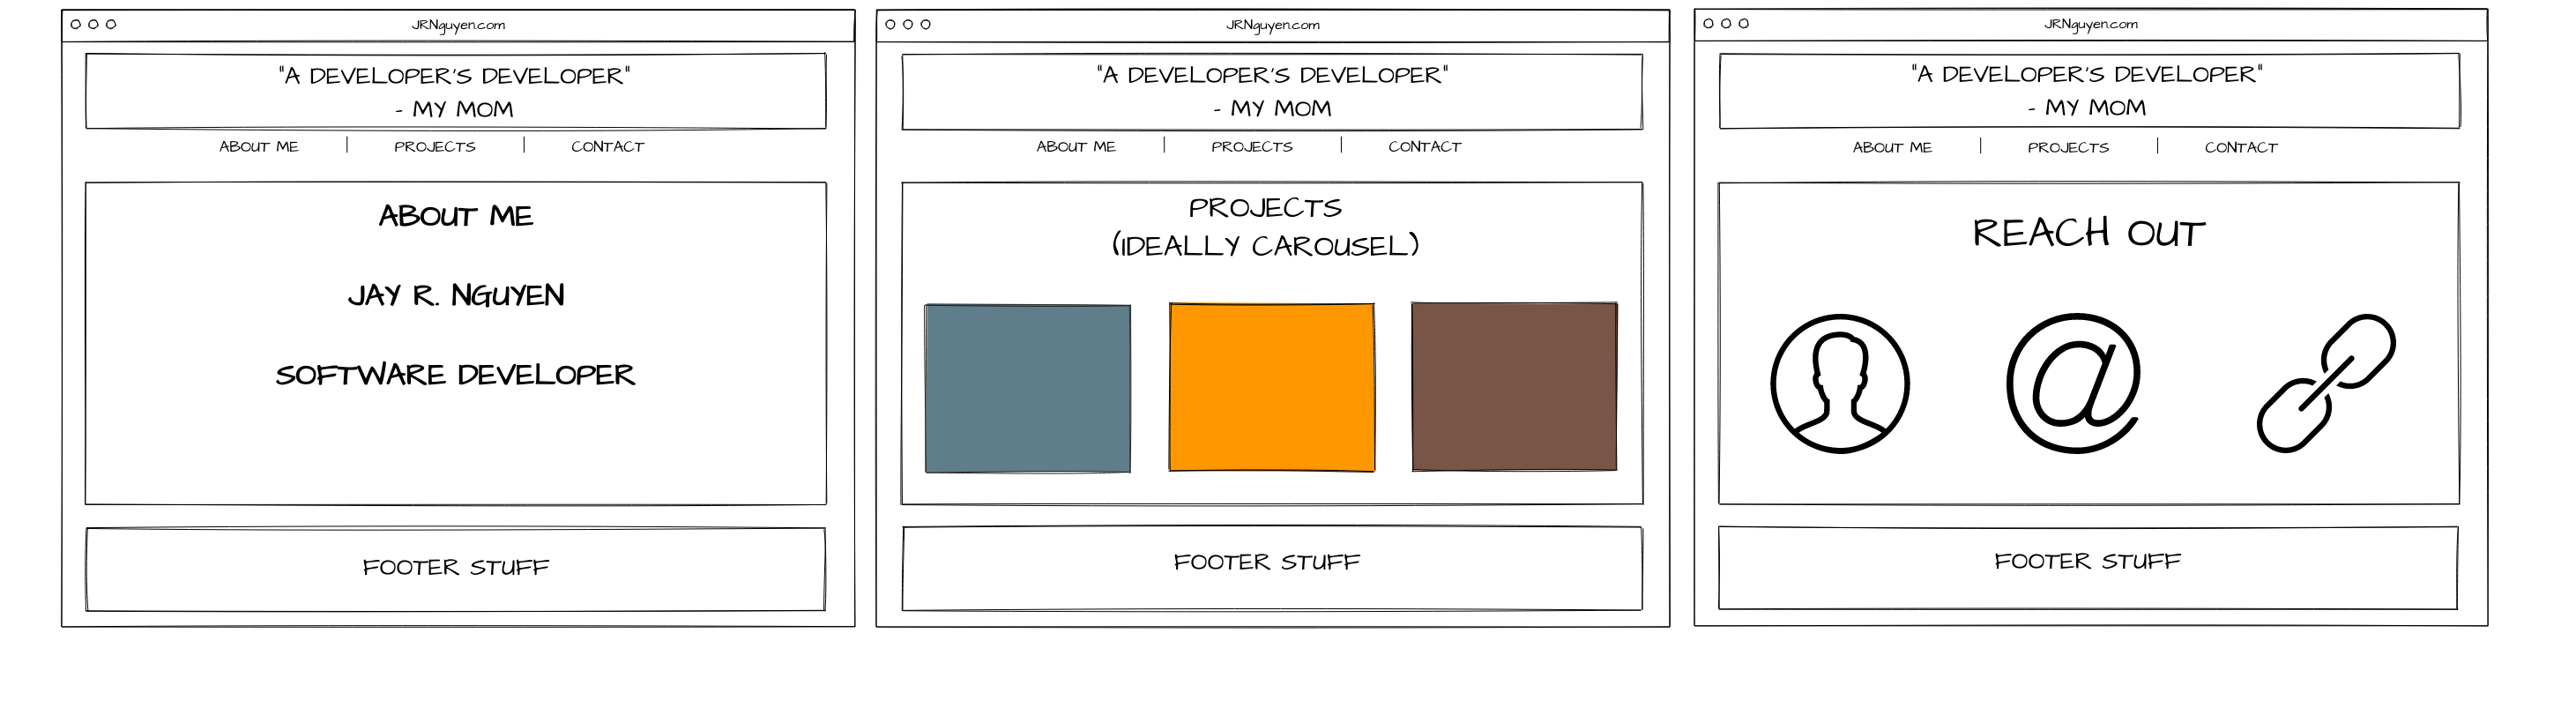 JRNguyen.com
"A DEVELOPER'S DEVELOPER"
- MY MOM
ABOUT ME | PROJECTS | CONTACT
ABOUT ME
JAY R. NGUYEN
SOFTWARE DEVELOPER
FOOTER STUFF
JRNguyen.com
"A DEVELOPER'S DEVELOPER"
- MY MOM
ABOUT ME | PROJECTS | CONTACT
PROJECTS
(IDEALLY CAROUSEL)
FOOTER STUFF
JRNguyen.com
"A DEVELOPER'S DEVELOPER"
- MY MOM
ABOUT ME | PROJECTS | CONTACT
REACH OUT
@
FOOTER STUFF